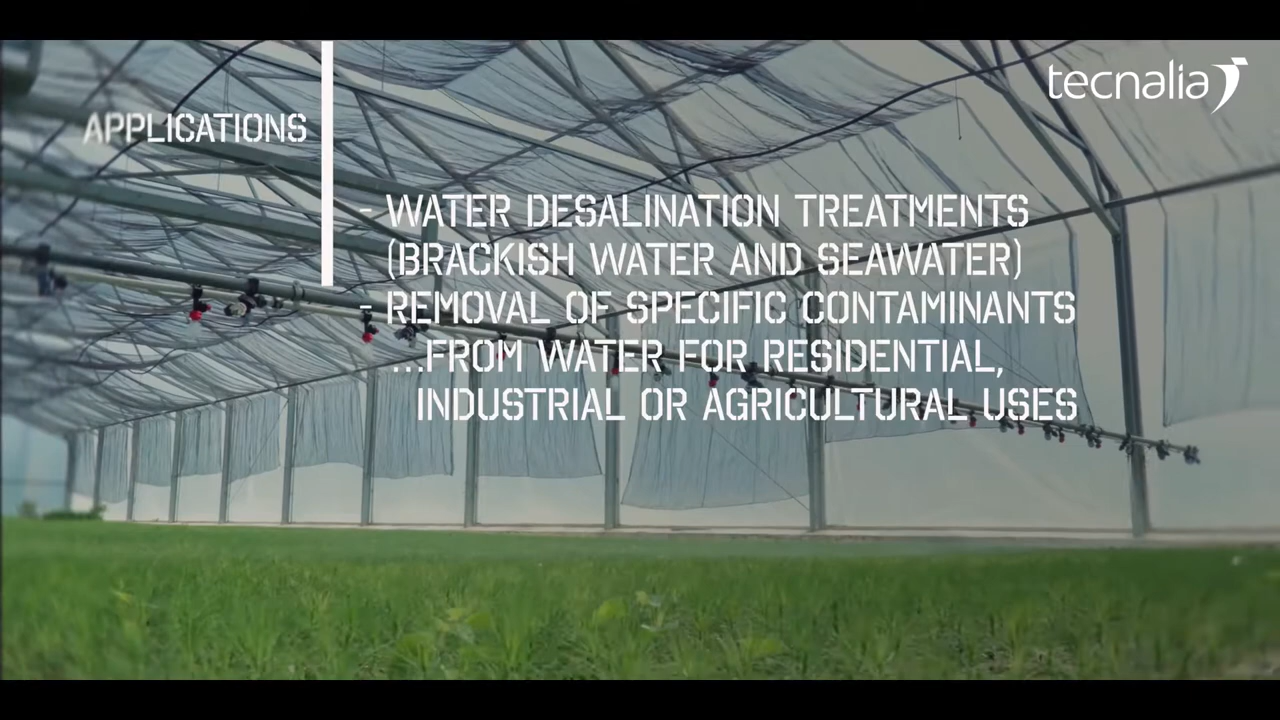 tecnalia
APPLICATIONS
- WATER DESALINATION TREATMENTS
(BRACKISH WATER AND SEAWATER)
- REMOVAL OF SPECIFIC CONTAMINANTS
...FROM WATER FOR RESIDENTIAL,
INDUSTRIAL OR AGRICULTURAL USES